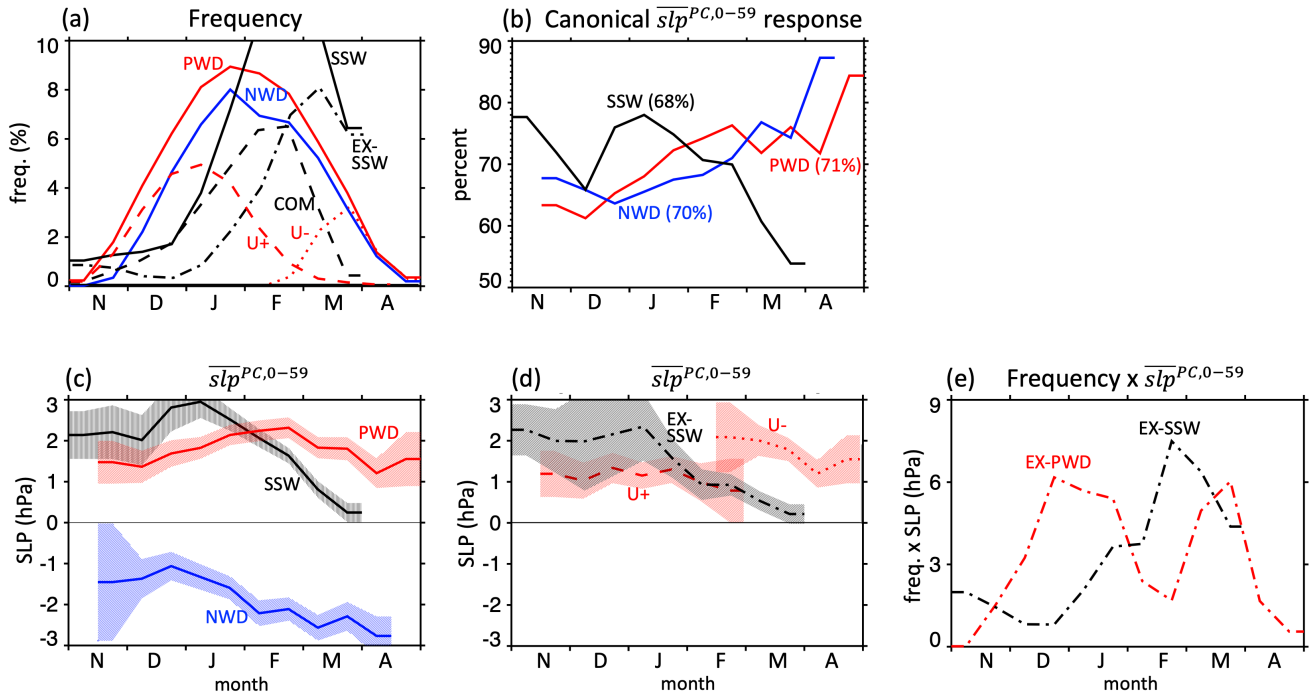 (a) Frequency
freq. (%)
10
8
6
4
2
0
PWD
NWD
SSW
EX-
SSW
COM
U+
U-
N D J F M A
(b) Canonical slp^PC,0−59 response
percent
90
80
70
60
50
SSW (68%)
PWD (71%)
NWD (70%)
N D J F M A
(c) slp^PC,0−59
SLP (hPa)
3
2
1
0
-1
-2
-3
PWD
SSW
NWD
N D J F M A
month
(d) slp^PC,0−59
SLP (hPa)
3
2
1
0
-1
-2
-3
EX-
SSW
U-
U+
N D J F M A
month
(e) Frequency x slp^PC,0−59
freq. x SLP (hPa)
9
6
3
0
EX-SSW
EX-PWD
N D J F M A
month